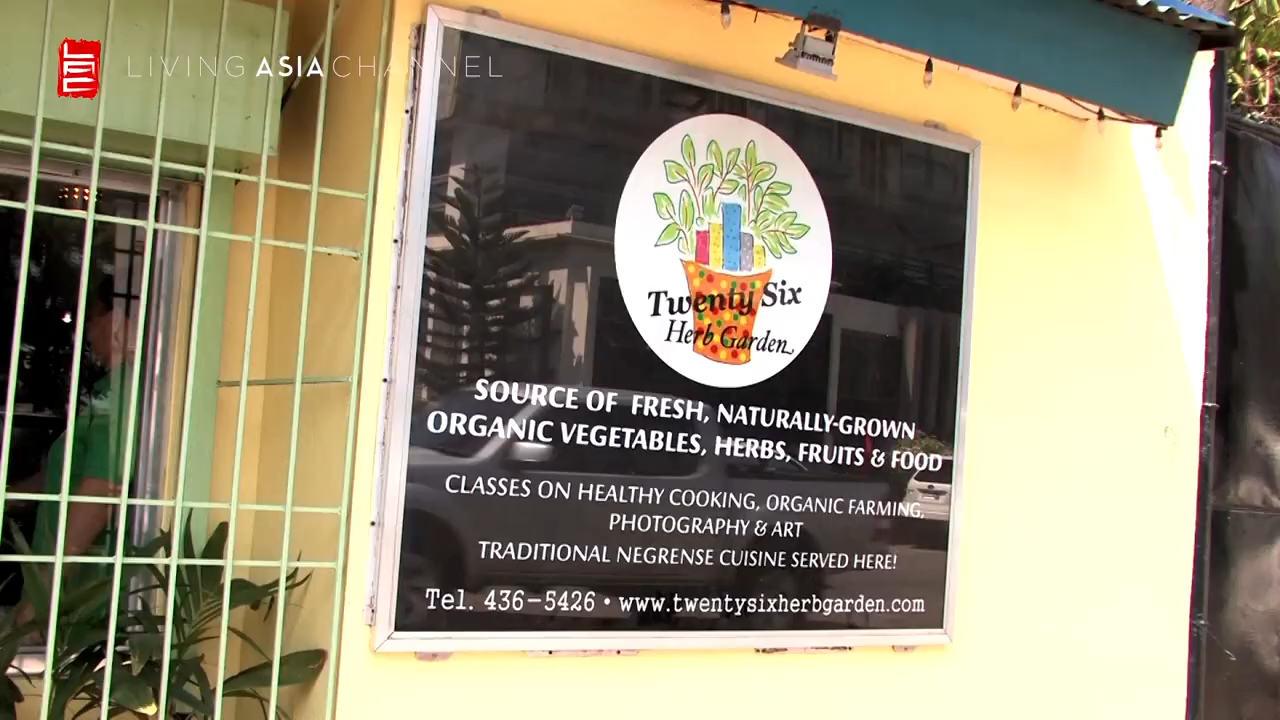 LIVING ASIA CHANNEL
Twenty Six
Herb Garden
SOURCE OF FRESH, NATURALLY-GROWN
ORGANIC VEGETABLES, HERBS, FRUITS & FOOD
CLASSES ON HEALTHY COOKING, ORGANIC FARMING,
PHOTOGRAPHY & ART
TRADITIONAL NEGRENSE CUISINE SERVED HERE!
Tel. 436-5426 • www.twentysixherbgarden.com